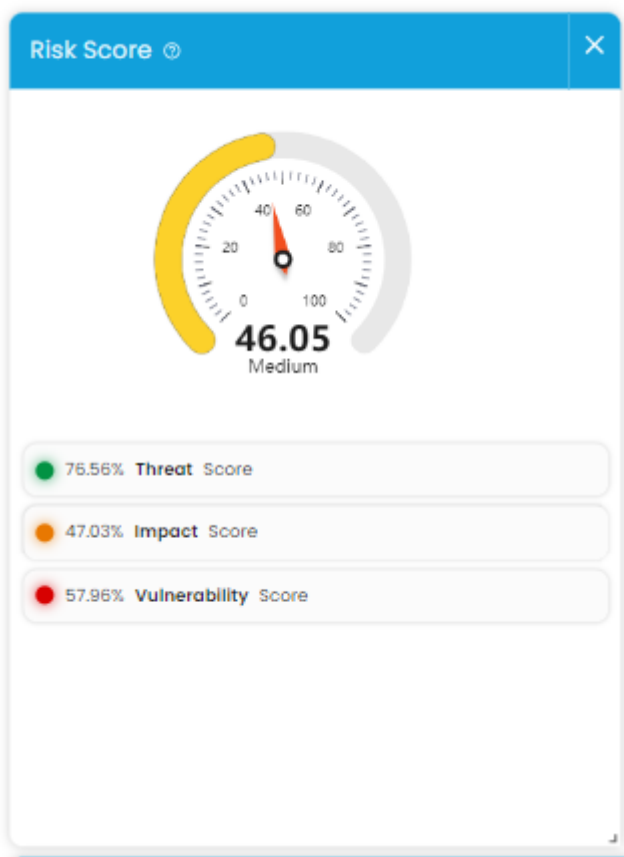 Risk Score
40 60
20 80
0 100
46.05
Medium
76.56% Threat Score
47.03% Impact Score
57.96% Vulnerability Score